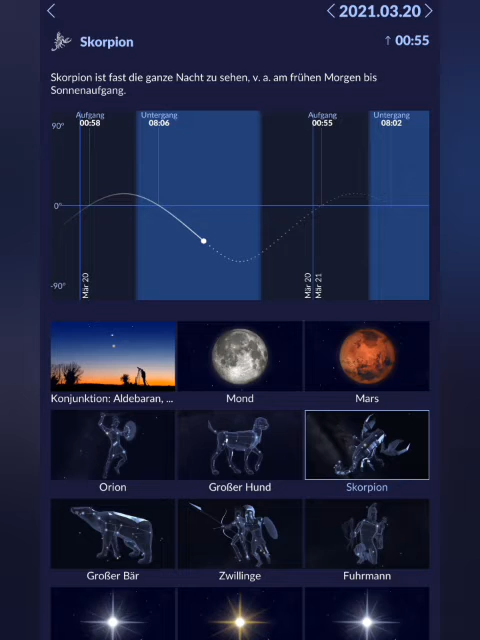 2021.03.20
Skorpion
↑ 00:55
Skorpion ist fast die ganze Nacht zu sehen, v. a. am frühen Morgen bis
Sonnenaufgang.
Aufgang Untergang Aufgang Untergang
00:58 08:06 00:55 08:02
90°
0°
-90°
Mär 20
Mär 20
Mär 21
Konjunktion: Aldebaran, ... Mond Mars
Orion Großer Hund Skorpion
Großer Bär Zwillinge Fuhrmann